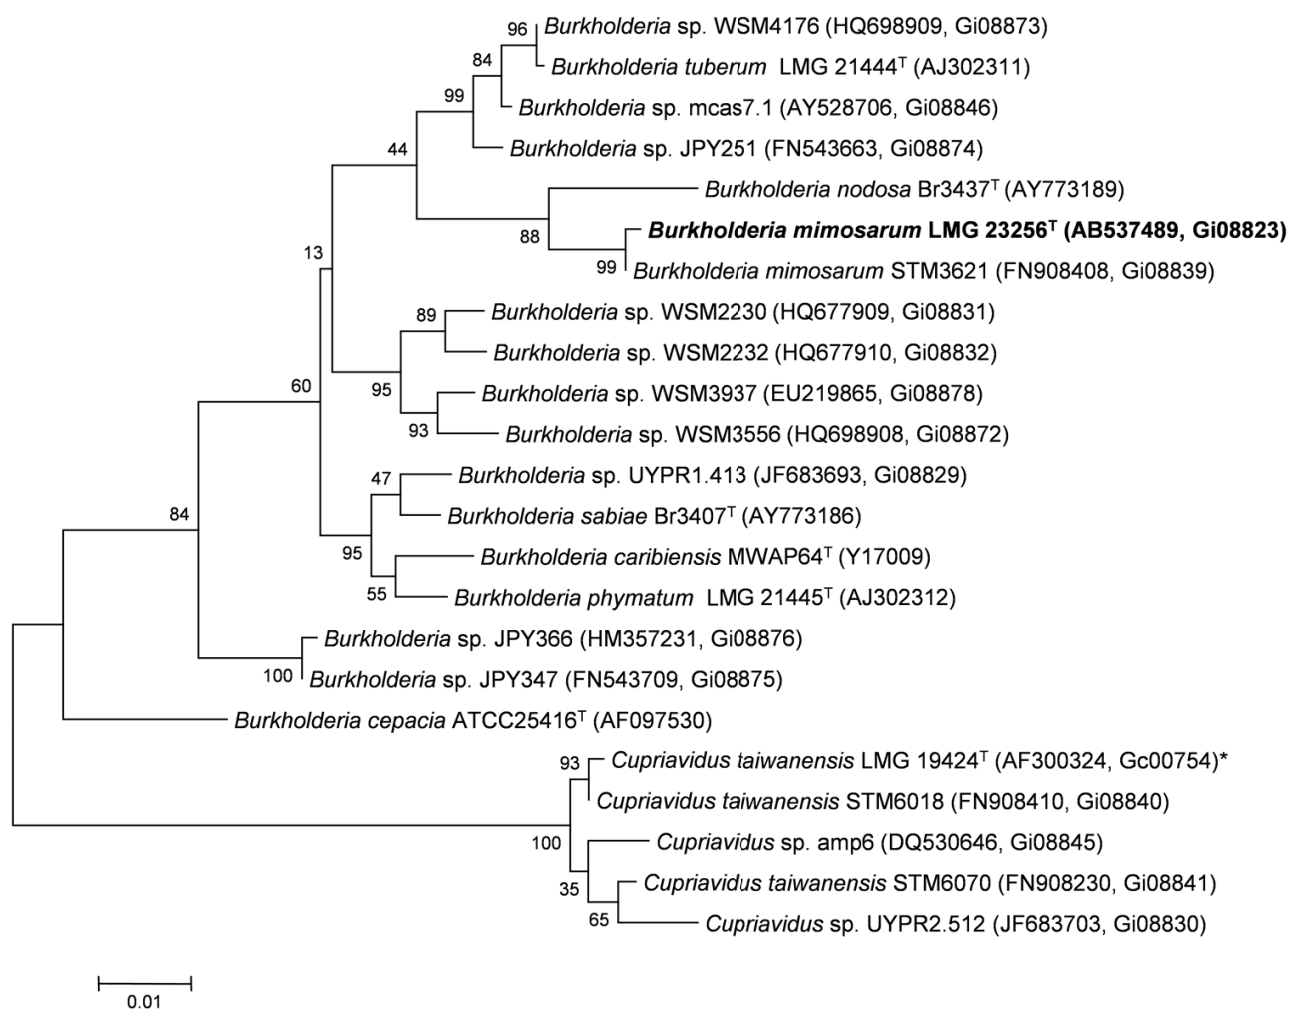 96 Burkholderia sp. WSM4176 (HQ698909, Gi08873)
84 Burkholderia tuberum LMG 21444ᵀ (AJ302311)
99 Burkholderia sp. mcas7.1 (AY528706, Gi08846)
44 Burkholderia sp. JPY251 (FN543663, Gi08874)
Burkholderia nodosa Br3437ᵀ (AY773189)
88 Burkholderia mimosarum LMG 23256ᵀ (AB537489, Gi08823)
13 99 Burkholderia mimosarum STM3621 (FN908408, Gi08839)
89 Burkholderia sp. WSM2230 (HQ677909, Gi08831)
Burkholderia sp. WSM2232 (HQ677910, Gi08832)
60 95 Burkholderia sp. WSM3937 (EU219865, Gi08878)
93 Burkholderia sp. WSM3556 (HQ698908, Gi08872)
47 Burkholderia sp. UYPR1.413 (JF683693, Gi08829)
84 Burkholderia sabiae Br3407ᵀ (AY773186)
95 Burkholderia caribiensis MWAP64ᵀ (Y17009)
55 Burkholderia phymatum LMG 21445ᵀ (AJ302312)
Burkholderia sp. JPY366 (HM357231, Gi08876)
100 Burkholderia sp. JPY347 (FN543709, Gi08875)
Burkholderia cepacia ATCC25416ᵀ (AF097530)
93 Cupriavidus taiwanensis LMG 19424ᵀ (AF300324, Gc00754)*
Cupriavidus taiwanensis STM6018 (FN908410, Gi08840)
100 Cupriavidus sp. amp6 (DQ530646, Gi08845)
35 Cupriavidus taiwanensis STM6070 (FN908230, Gi08841)
65 Cupriavidus sp. UYPR2.512 (JF683703, Gi08830)
0.01